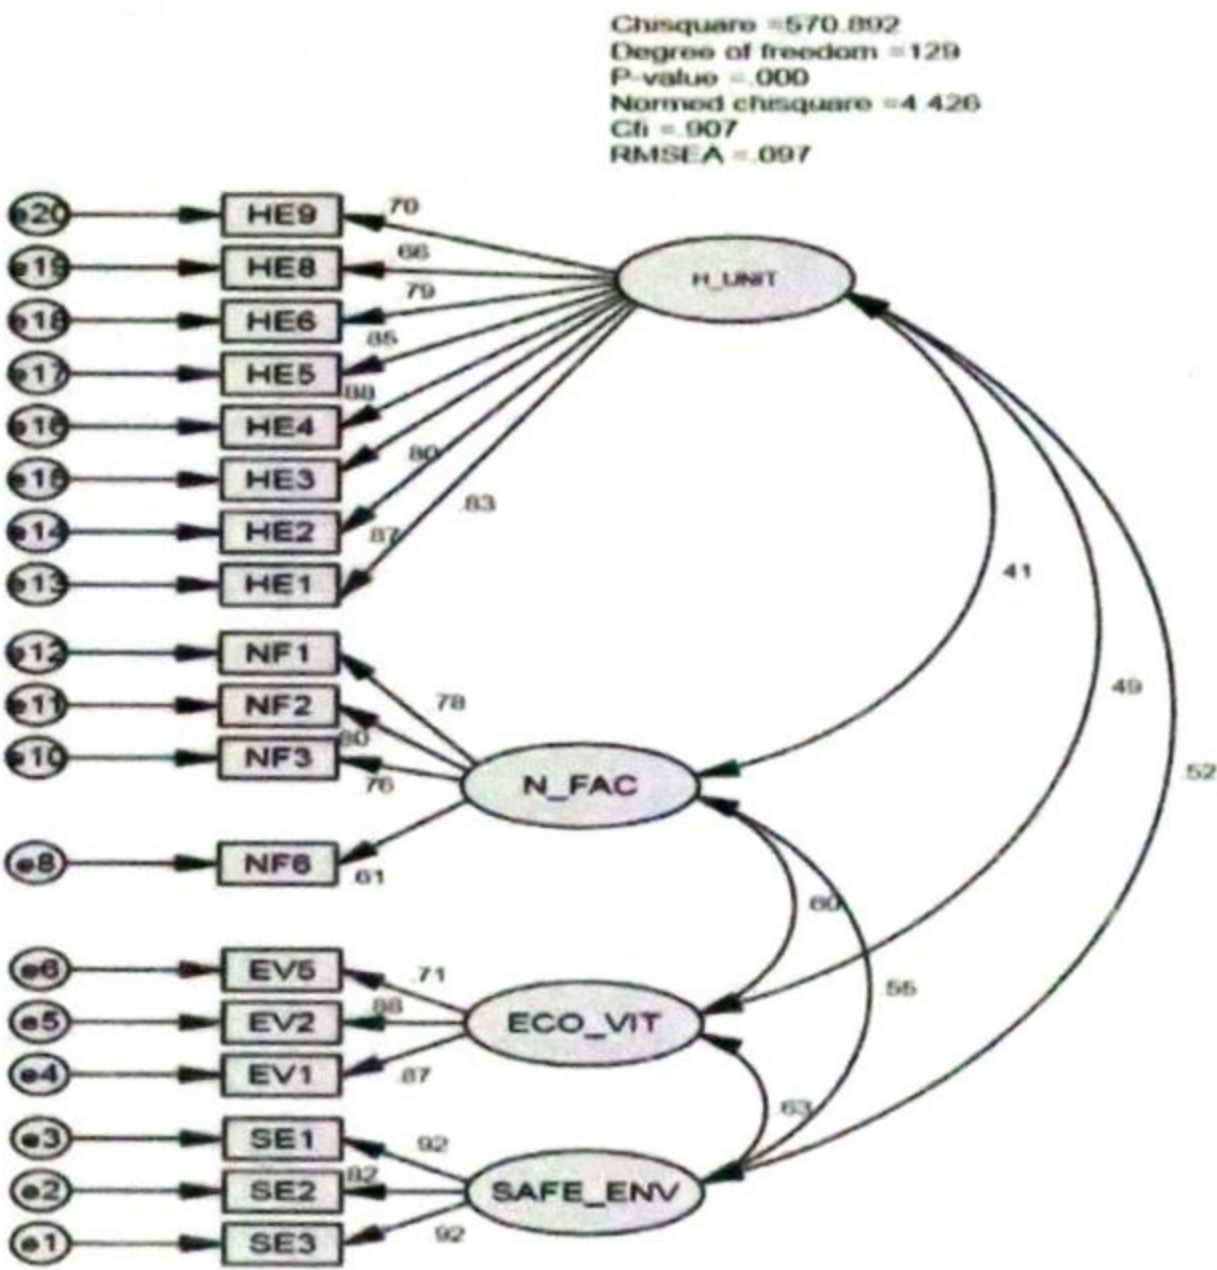 Chisquare =570.892
Degree of freedom =129
P-value =.000
Normed chisquare =4.426
Cfi =.907
RMSEA =.097
e20 HE9 .70
e19 HE8 .66
H_UNIT
e18 HE6 .79
e17 HE5 .85
e16 HE4 .88
e15 HE3 .80
e14 HE2 .87 .83
e13 HE1
.41
e12 NF1 .78
.49
e11 NF2 .80
e10 NF3 .76
N_FAC
.52
e8 NF6 .61
.60
e6 EV5 .71
.55
e5 EV2 .88
ECO_VIT
e4 EV1 .87
.63
e3 SE1 .92
e2 SE2 .82
SAFE_ENV
e1 SE3 .92